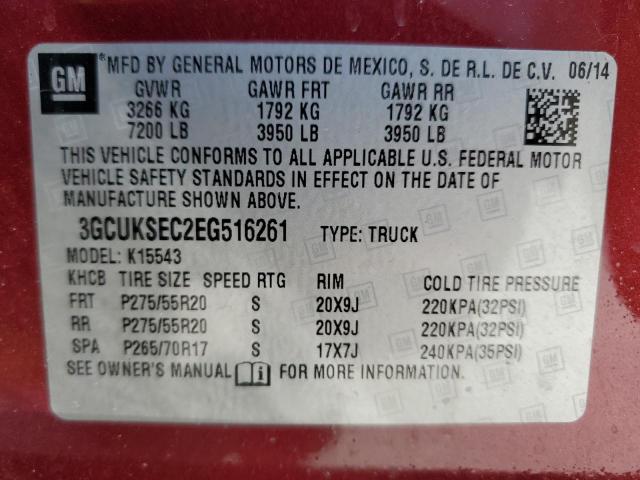 GM ®MFD BY GENERAL MOTORS DE MEXICO, S. DE R.L. DE C.V. 06/14
GVWR GAWR FRT GAWR RR
3266 KG 1792 KG 1792 KG
7200 LB 3950 LB 3950 LB
THIS VEHICLE CONFORMS TO ALL APPLICABLE U.S. FEDERAL MOTOR
VEHICLE SAFETY STANDARDS IN EFFECT ON THE DATE OF
MANUFACTURE SHOWN ABOVE.
3GCUKSEC2EG516261 TYPE: TRUCK
MODEL: K15543
KHCB TIRE SIZE SPEED RTG RIM COLD TIRE PRESSURE
FRT P275/55R20 S 20X9J 220KPA(32PSI)
RR P275/55R20 S 20X9J 220KPA(32PSI)
SPA P265/70R17 S 17X7J 240KPA(35PSI)
SEE OWNER'S MANUAL FOR MORE INFORMATION.